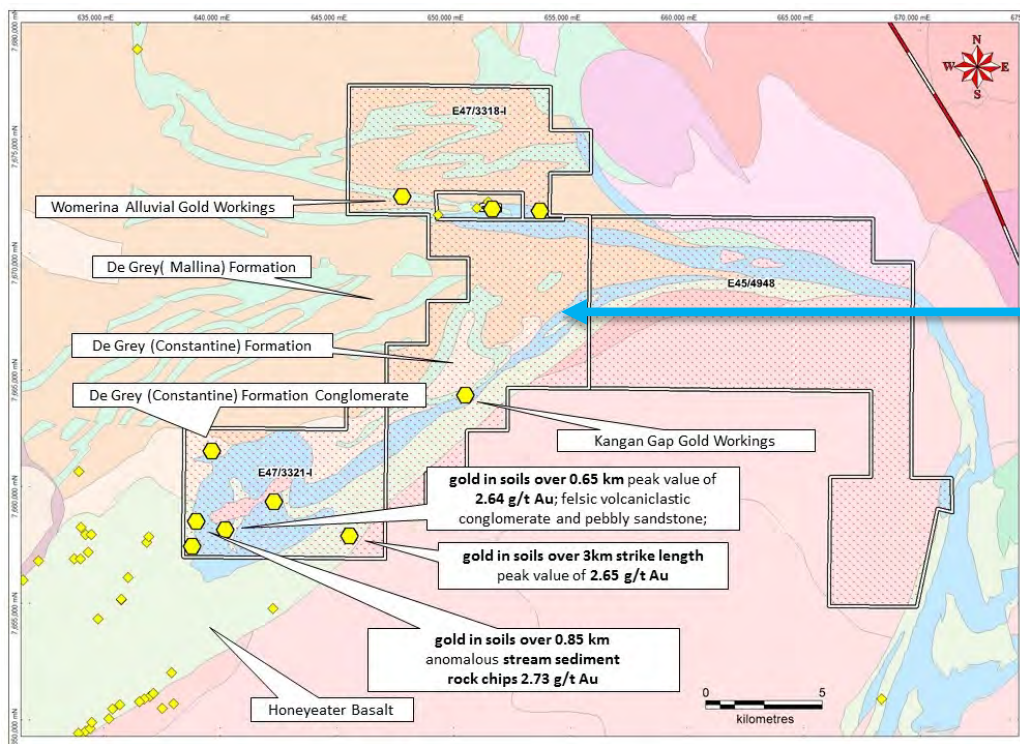 635,000 mE
640,000 mE
645,000 mE
650,000 mE
655,000 mE
665,000 mE
670,000 mE
7,680,000 mN
N
W E
S
E47/3318-I
7,675,000 mN
Womerina Alluvial Gold Workings
7,670,000 mN
De Grey( Mallina) Formation
E45/4948
De Grey (Constantine) Formation
7,665,000 mN
De Grey (Constantine) Formation Conglomerate
Kangan Gap Gold Workings
E47/3321-I
gold in soils over 0.65 km peak value of
2.64 g/t Au; felsic volcaniclastic
conglomerate and pebbly sandstone;
7,660,000 mN
gold in soils over 3km strike length
peak value of 2.65 g/t Au
7,655,000 mN
gold in soils over 0.85 km
anomalous stream sediment
rock chips 2.73 g/t Au
Honeyeater Basalt
0 5
kilometres
7,650,000 mN